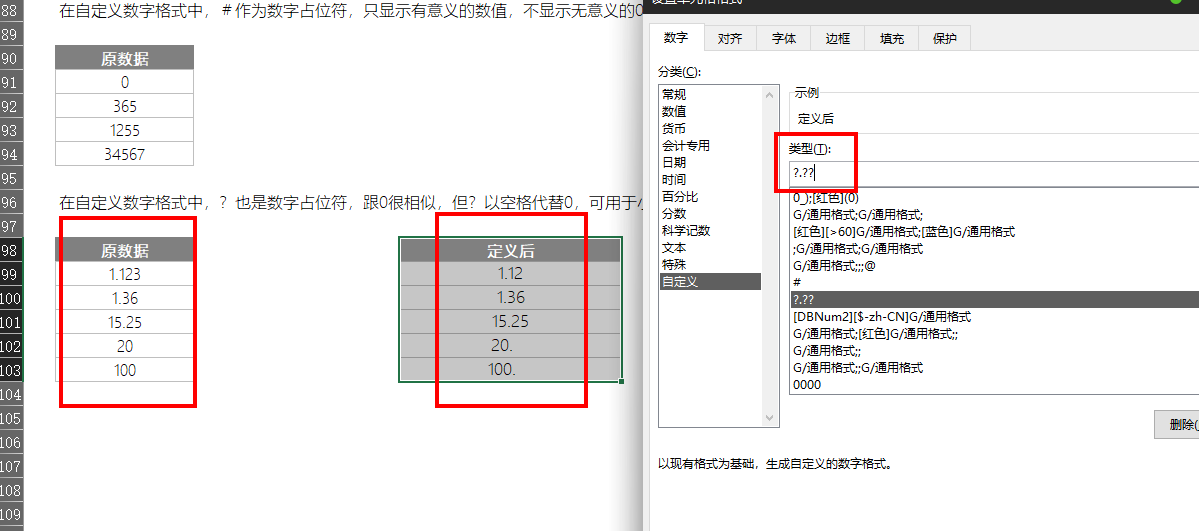 设置单元格格式
88 在自定义数字格式中，＃作为数字占位符，只显示有意义的数值，不显示无意义的0
89
90 原数据
91 0
92 365
93 1255
94 34567
95
96 在自定义数字格式中，？也是数字占位符，跟0很相似，但？以空格代替0，可用于小
97
98 原数据 定义后
99 1.123 1.12
100 1.36 1.36
101 15.25 15.25
102 20 20.
103 100 100.
104
105
106
107
108
109
数字 对齐 字体 边框 填充 保护
分类(C):
常规
数值
货币
会计专用
日期
时间
百分比
分数
科学记数
文本
特殊
自定义
示例
定义后
类型(T):
?.??
0_);[红色](0)
G/通用格式;G/通用格式;
[红色][>60]G/通用格式;[蓝色]G/通用格式
;G/通用格式;G/通用格式
G/通用格式;;;@
#
?.??
[DBNum2][$-zh-CN]G/通用格式
G/通用格式;[红色]G/通用格式;;
G/通用格式;;
G/通用格式;;G/通用格式
0000
删除(
以现有格式为基础，生成自定义的数字格式。